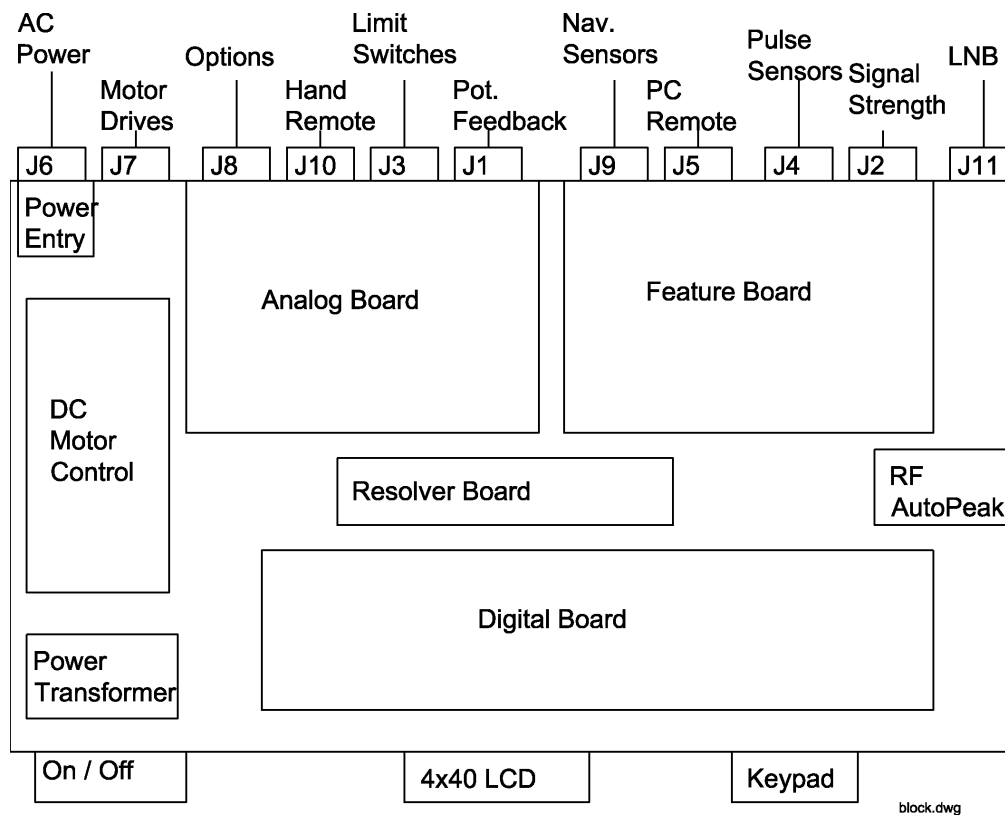 AC
Power
Options
Limit
Switches
Nav.
Sensors
Pulse
Sensors
Signal
Strength
LNB
Motor
Drives
Hand
Remote
Pot.
Feedback
PC
Remote
J6
J7
J8
J10
J3
J1
J9
J5
J4
J2
J11
Power
Entry
Analog Board
Feature Board
DC
Motor
Control
Resolver Board
RF
AutoPeak
Digital Board
Power
Transformer
On / Off
4x40 LCD
Keypad
block.dwg